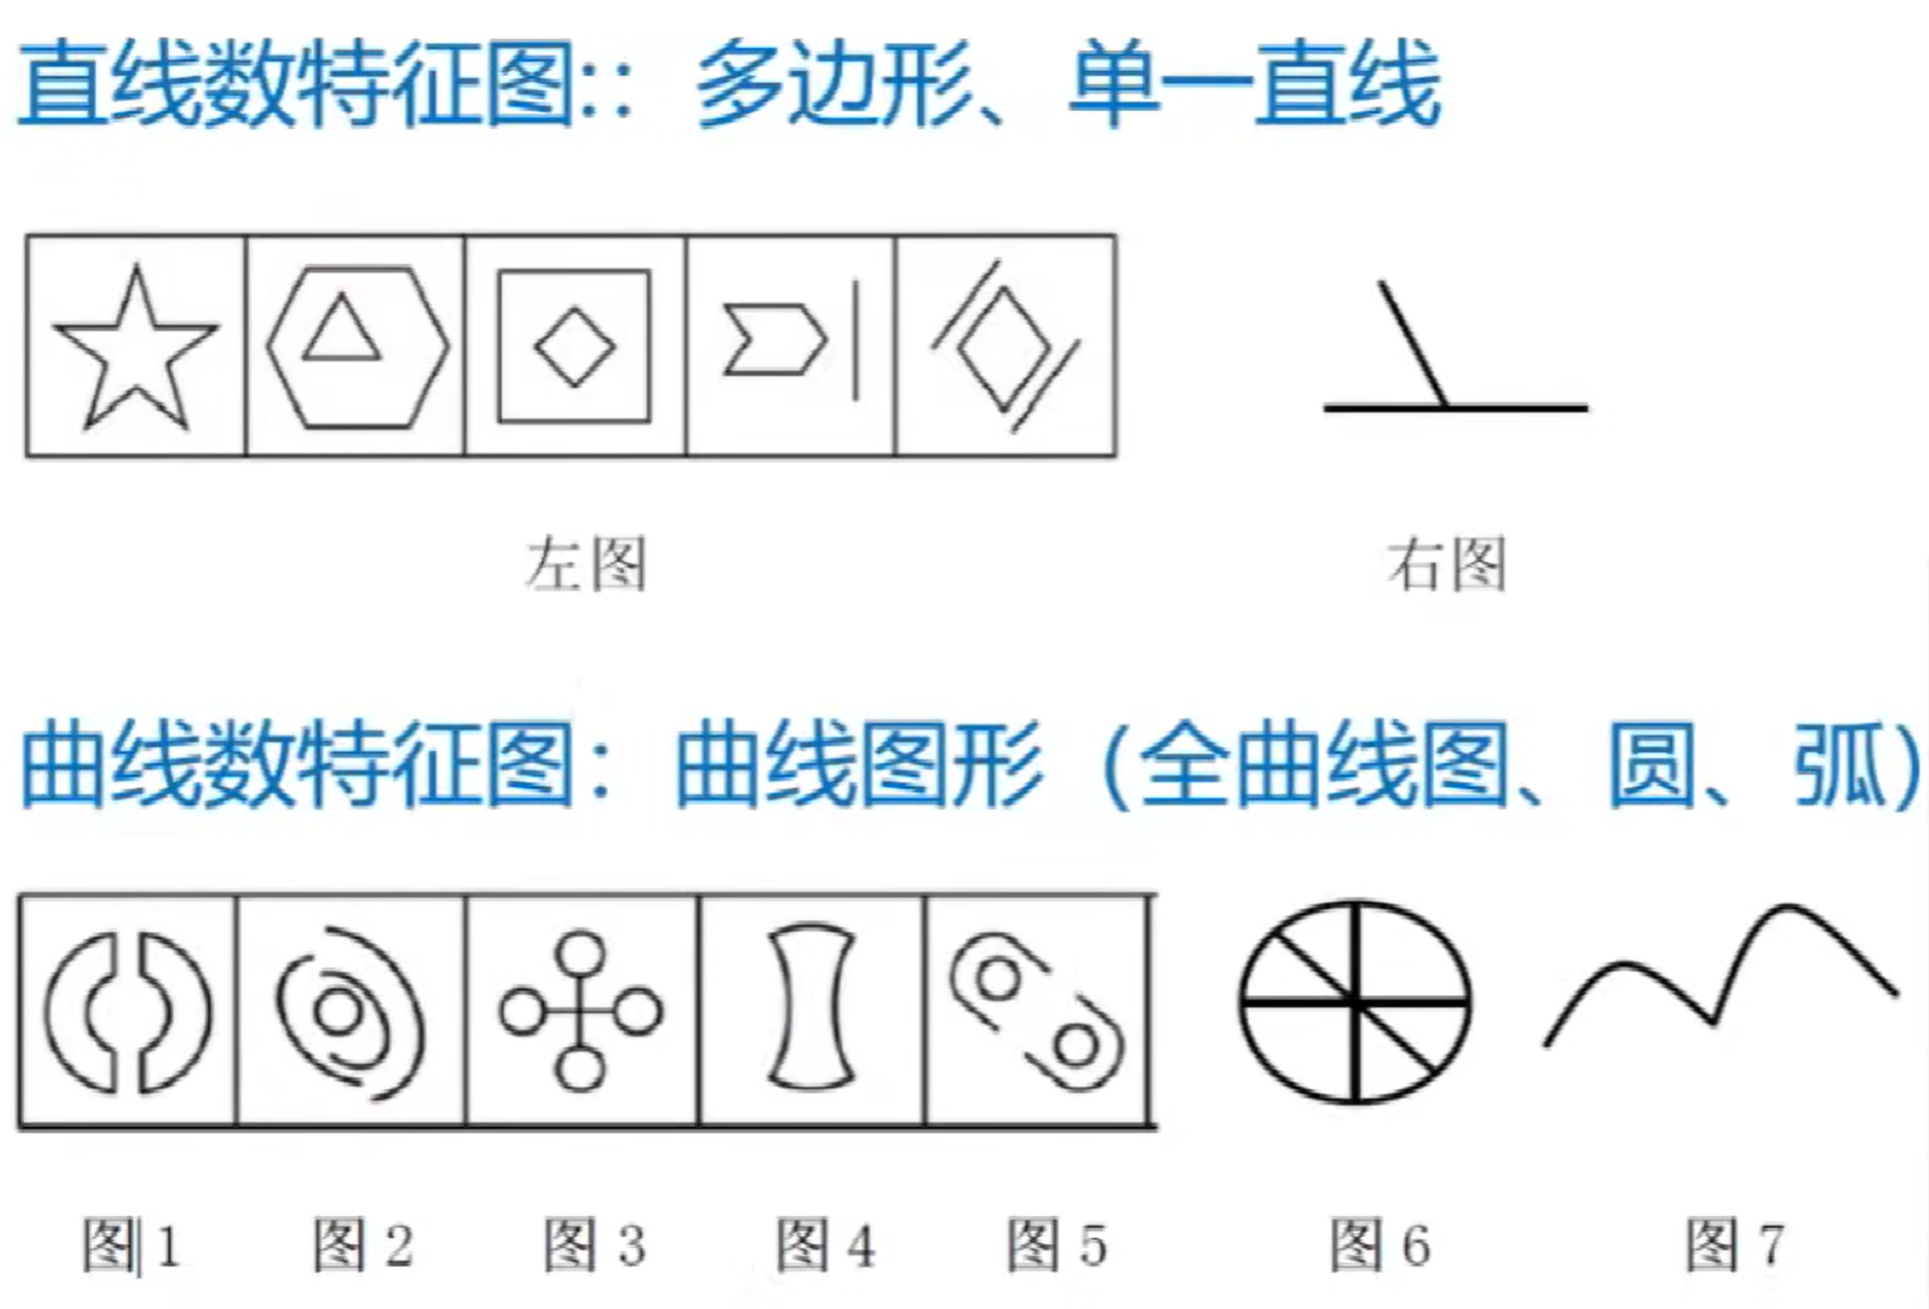 直线数特征图：：多边形、单一直线
左图 右图
曲线数特征图：曲线图形（全曲线图、圆、弧）
图1 图2 图3 图4 图5 图6 图7